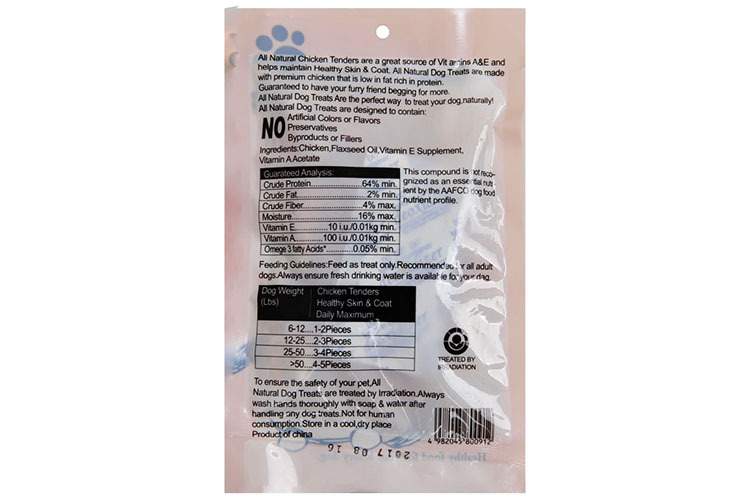 All Natural Chicken Tenders are a great source of Vit amins A&E and
helps maintain Healthy Skin & Coat. All Natural Dog Treats are made
with premium chicken that is low in fat rich in protein.
Guaranteed to have your furry friend begging for more.
All Natural Dog Treats Are the perfect way to treat your dog,naturally!
All Natural Dog Treats are designed to contain:
NO Artificial Colors or Flavors
Preservatives
Byproducts or Fillers
Ingredients:Chicken,Flaxseed Oil,Vitamin E Supplement,
Vitamin A Acetate
Guarateed Analysis:
Crude Protein..................64% min.
Crude Fat........................2% min.
Crude Fiber.....................4% max.
Moisture........................16% max.
Vitamin E..........10 i.u./0.01kg min.
Vitamin A........100 i.u./0.01kg min.
Omege 3 fatty Acids*........0.05% min.
This compound is not reco-
gnized as an essential nutri-
ent by the AAFCO dog food
nutrient profile.
Feeding Guidelines:Feed as treat only.Recommended for all adult
dogs.Always ensure fresh drinking water is available for your dag.
Dog Weight (Lbs) Chicken Tenders
Healthy Skin & Coat
Daily Maximum
6-12....1-2Pieces
12-25....2-3Pieces
25-50....3-4Pieces
>50....4-5Pieces
TREATED BY
IRRADIATION
To ensure the safety of your pet,All
Natural Dog Treats are treated by Irradiation.Always
wash hands thoroughly with soap & water after
handling any dog treats.Not for human
consumption.Store in a cool,dry place
Product of china
4 982045 800912
2017 08 16